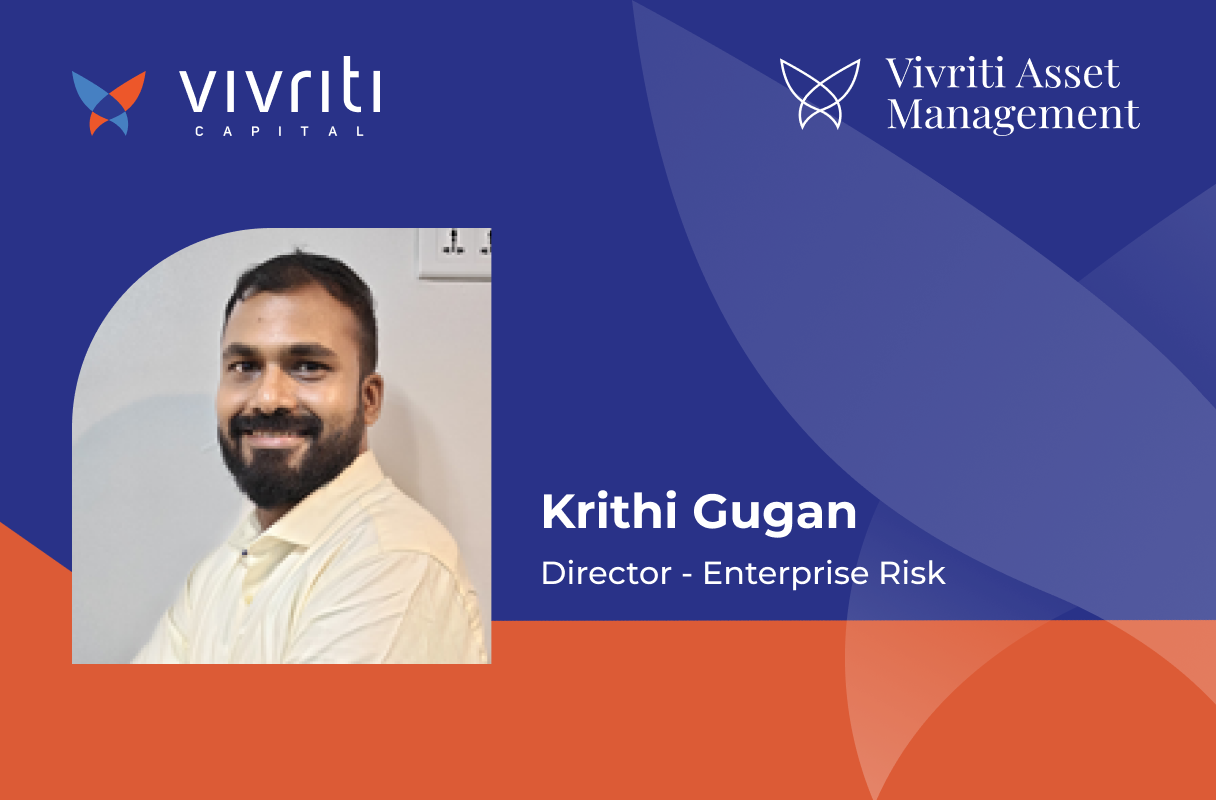 vivriti
CAPITAL
Vivriti Asset
Management
Krithi Gugan
Director - Enterprise Risk